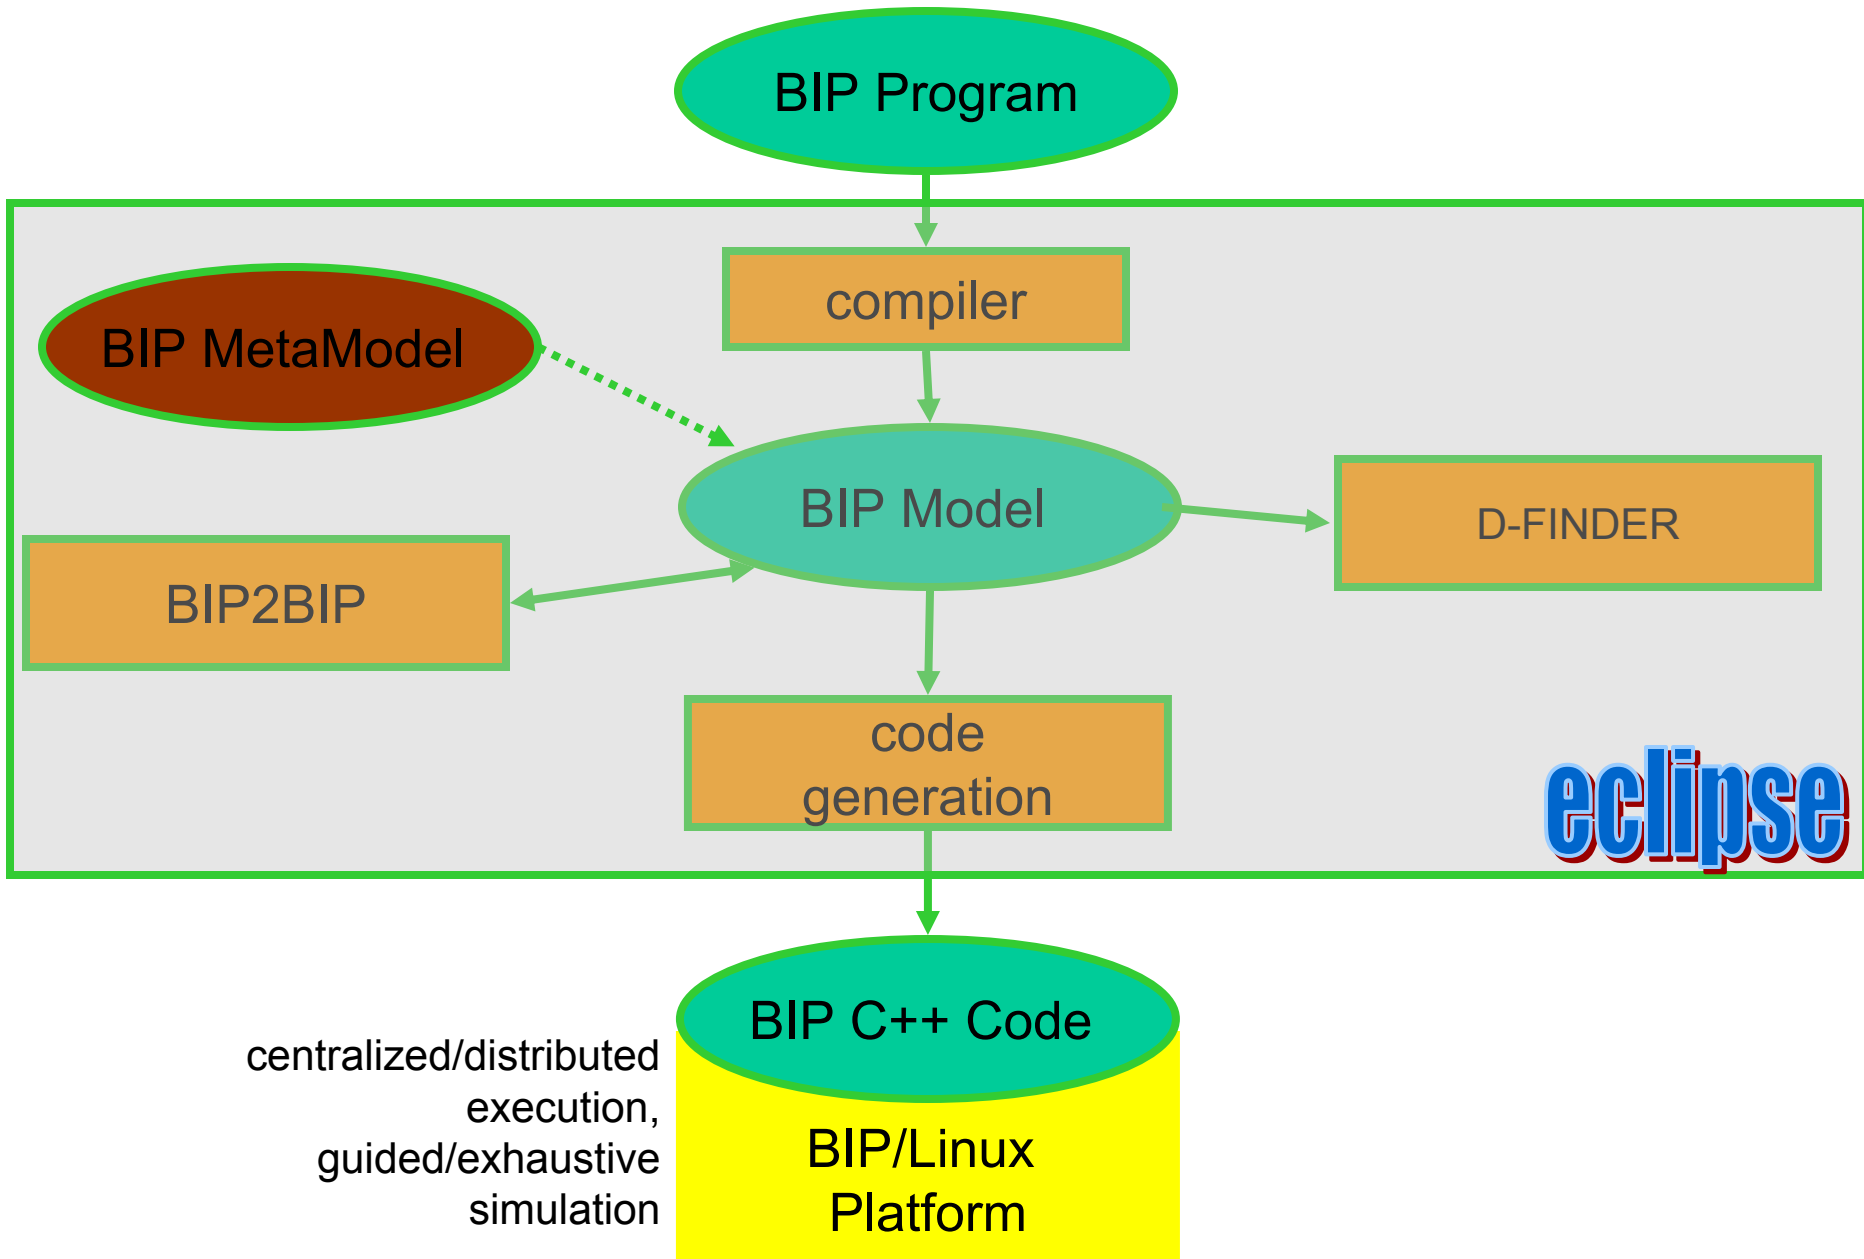 BIP Program
compiler
BIP MetaModel
BIP Model
D-FINDER
BIP2BIP
code
generation
eclipse
BIP C++ Code
centralized/distributed
execution,
guided/exhaustive
simulation
BIP/Linux
Platform